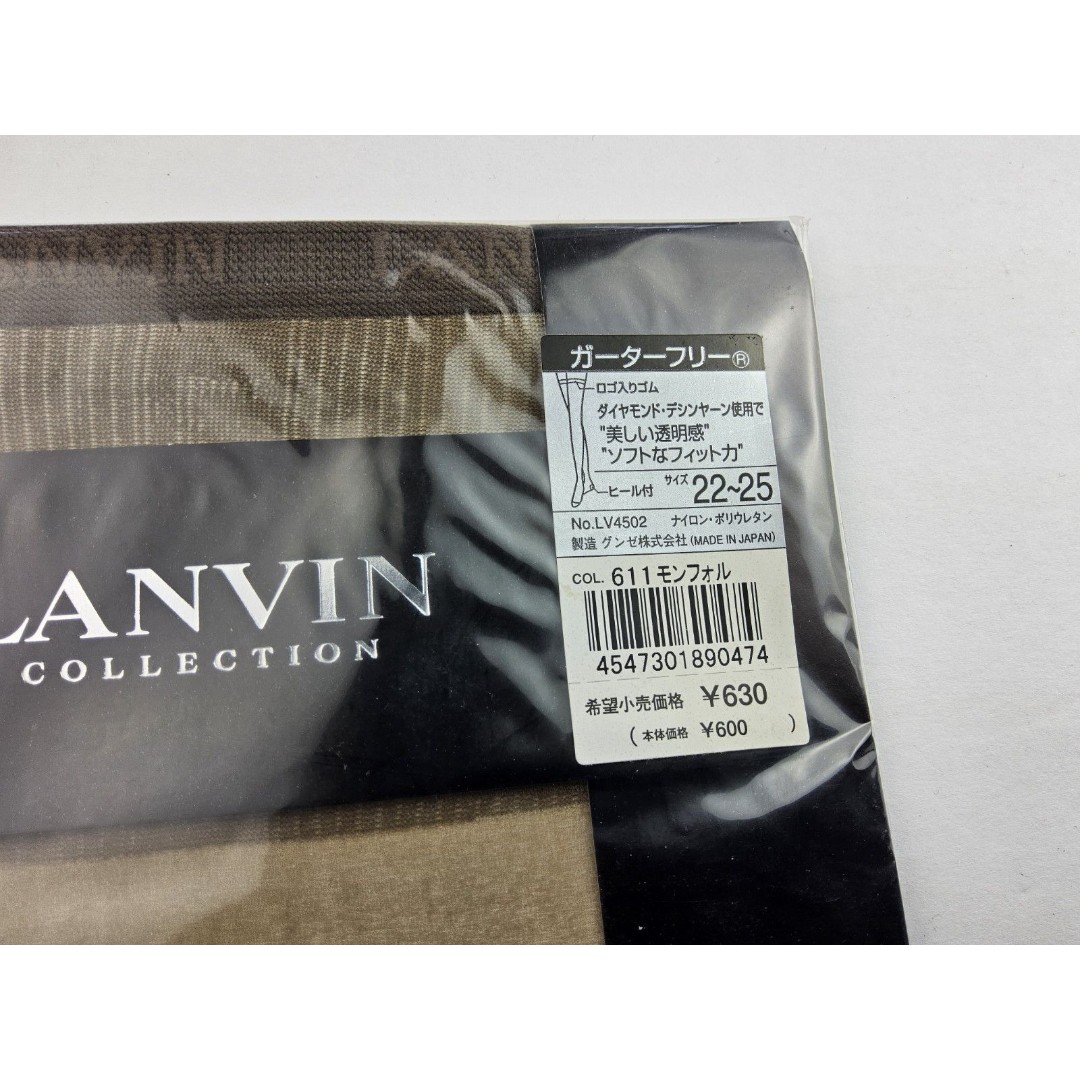 LANVIN
COLLECTION
ガーターフリー®
ロゴ入りゴム
ダイヤモンド・デシンヤーン使用で
"美しい透明感"
"ソフトなフィット力"
ヒール付 サイズ 22~25
No.LV4502 ナイロン・ポリウレタン
製造 グンゼ株式会社(MADE IN JAPAN)
COL. 611モンフォル
4547301890474
希望小売価格 ¥630
(本体価格 ¥600 )